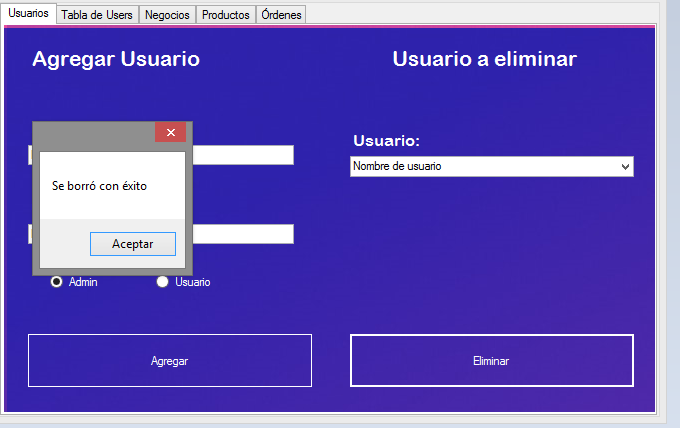 Usuarios Tabla de Users Negocios Productos Órdenes
Agregar Usuario
Usuario a eliminar
Usuario:
Nombre de usuario
Se borró con éxito
Aceptar
Admin Usuario
Agregar
Eliminar